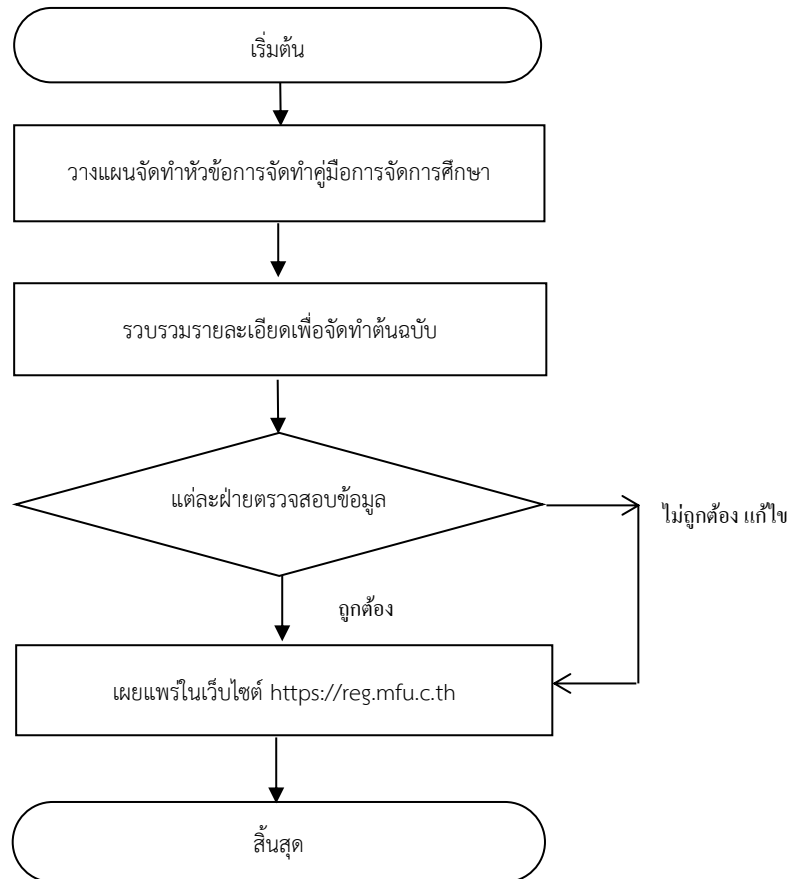 เริ่มต้น
วางแผนจัดทำหัวข้อการจัดทำคู่มือการจัดการศึกษา
รวบรวมรายละเอียดเพื่อจัดทำต้นฉบับ
แต่ละฝ่ายตรวจสอบข้อมูล
ไม่ถูกต้อง แก้ไข
ถูกต้อง
เผยแพร่ในเว็บไซต์ https://reg.mfu.c.th
สิ้นสุด